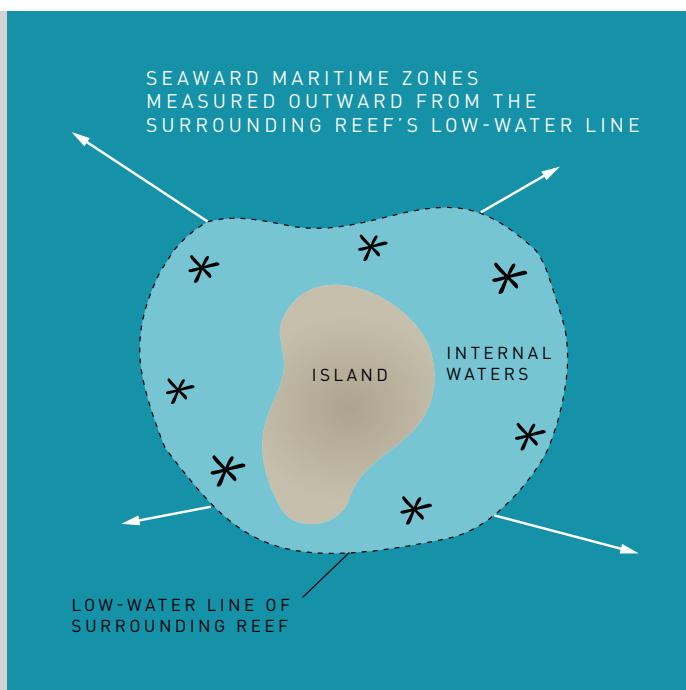 SEAWARD MARITIME ZONES
MEASURED OUTWARD FROM THE
SURROUNDING REEF'S LOW-WATER LINE
ISLAND
INTERNAL
WATERS
LOW-WATER LINE OF
SURROUNDING REEF